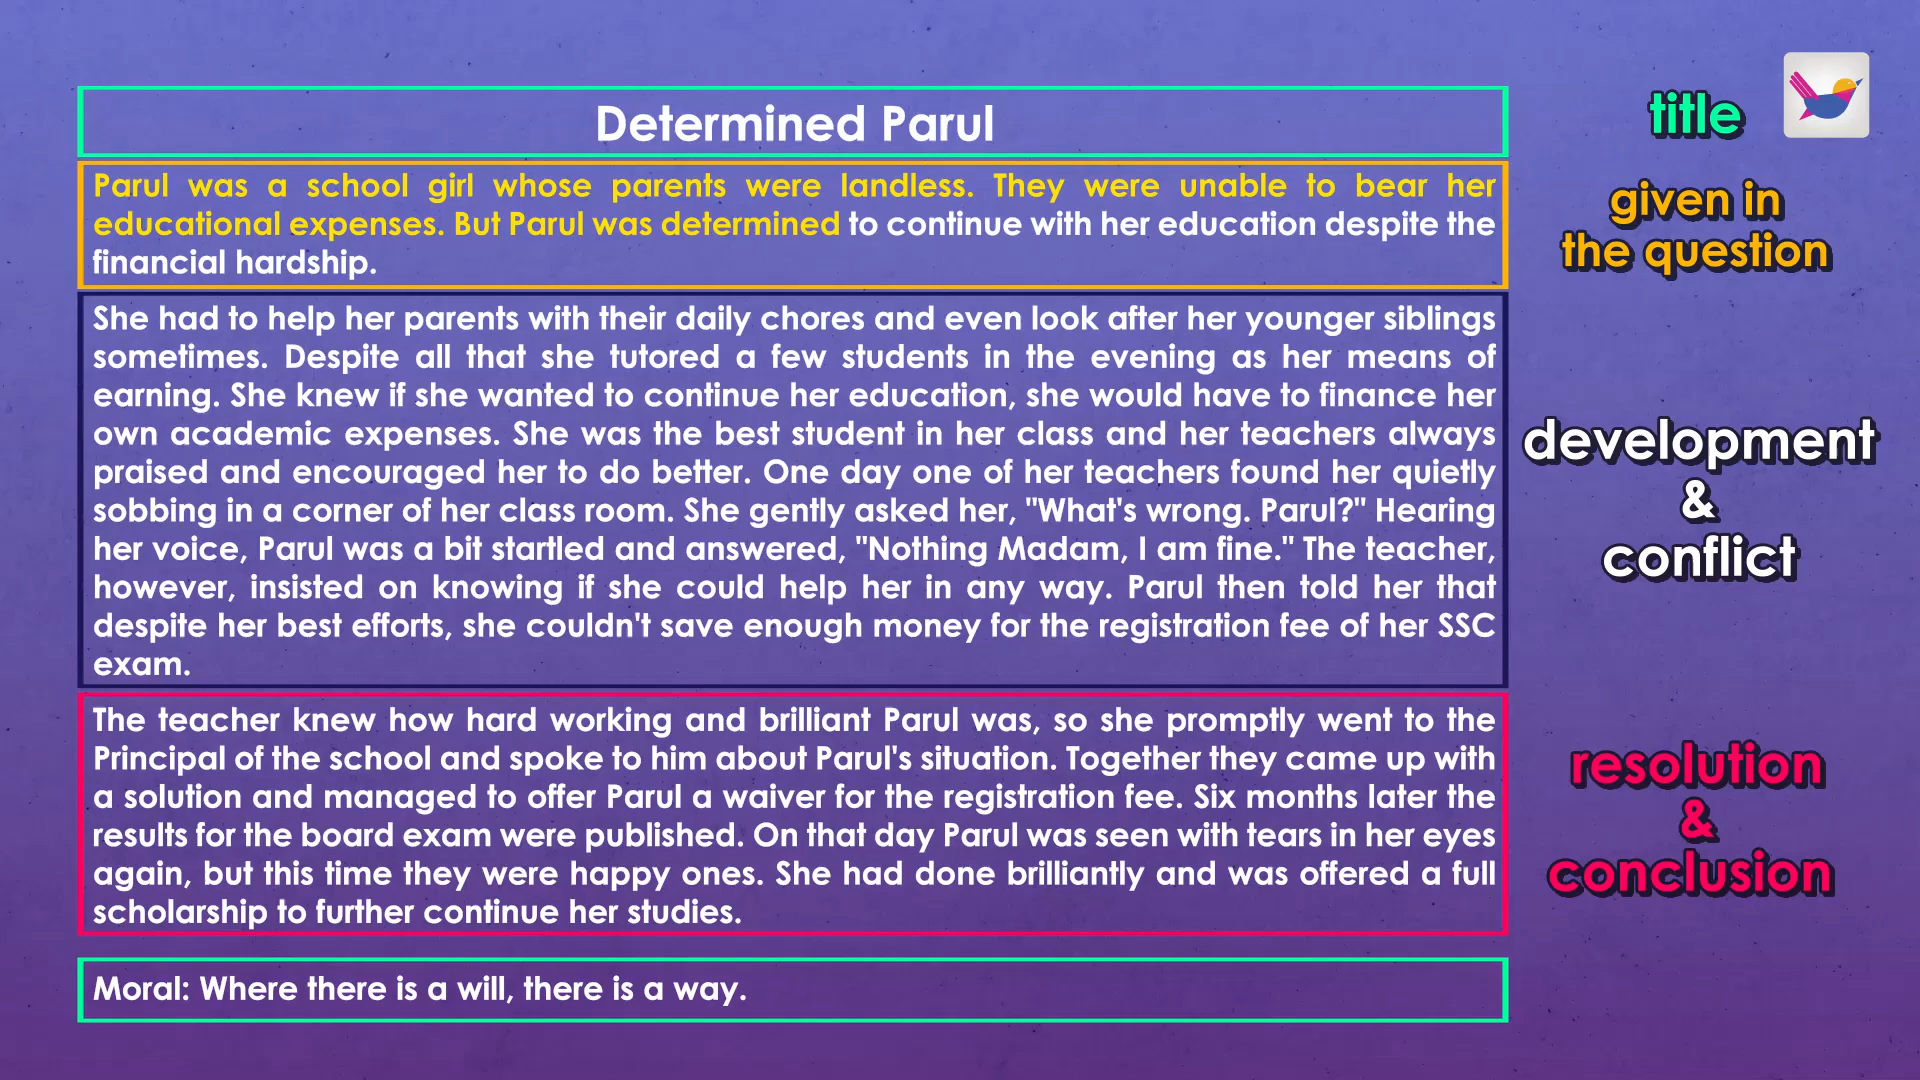 Determined Parul
title
Parul was a school girl whose parents were landless. They were unable to bear her
educational expenses. But Parul was determined to continue with her education despite the
financial hardship.
given in
the question
She had to help her parents with their daily chores and even look after her younger siblings
sometimes. Despite all that she tutored a few students in the evening as her means of
earning. She knew if she wanted to continue her education, she would have to finance her
own academic expenses. She was the best student in her class and her teachers always
praised and encouraged her to do better. One day one of her teachers found her quietly
sobbing in a corner of her class room. She gently asked her, "What's wrong. Parul?" Hearing
her voice, Parul was a bit startled and answered, "Nothing Madam, I am fine." The teacher,
however, insisted on knowing if she could help her in any way. Parul then told her that
despite her best efforts, she couldn't save enough money for the registration fee of her SSC
exam.
development
&
conflict
The teacher knew how hard working and brilliant Parul was, so she promptly went to the
Principal of the school and spoke to him about Parul's situation. Together they came up with
a solution and managed to offer Parul a waiver for the registration fee. Six months later the
results for the board exam were published. On that day Parul was seen with tears in her eyes
again, but this time they were happy ones. She had done brilliantly and was offered a full
scholarship to further continue her studies.
resolution
&
conclusion
Moral: Where there is a will, there is a way.